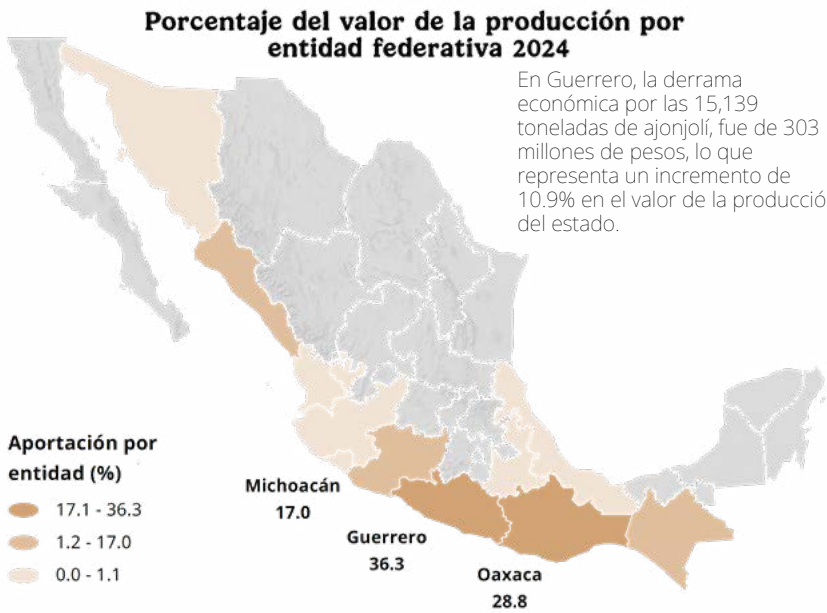 Porcentaje del valor de la producción por
entidad federativa 2024
En Guerrero, la derrama
económica por las 15,139
toneladas de ajonjolí, fue de 303
millones de pesos, lo que
representa un incremento de
10.9% en el valor de la producció
del estado.
Aportación por
entidad (%)
17.1 - 36.3
1.2 - 17.0
0.0 - 1.1
Michoacán
17.0
Guerrero
36.3
Oaxaca
28.8